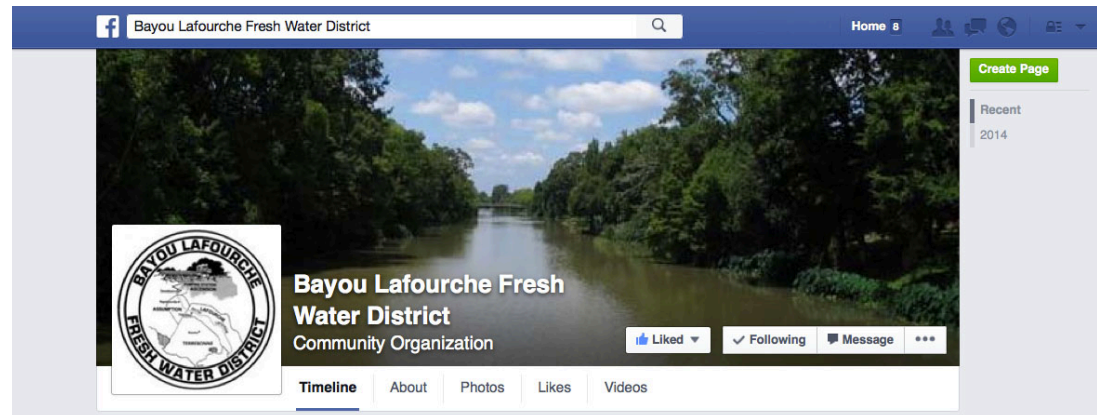 Bayou Lafourche Fresh Water District
Home 8
Create Page
Recent
2014
BAYOU LAFOURCHE
FRESH WATER DISTRICT
ASSUMPTION
TERREBONNE
Bayou Lafourche Fresh
Water District
Community Organization
Liked
Following
Message
Timeline
About
Photos
Likes
Videos